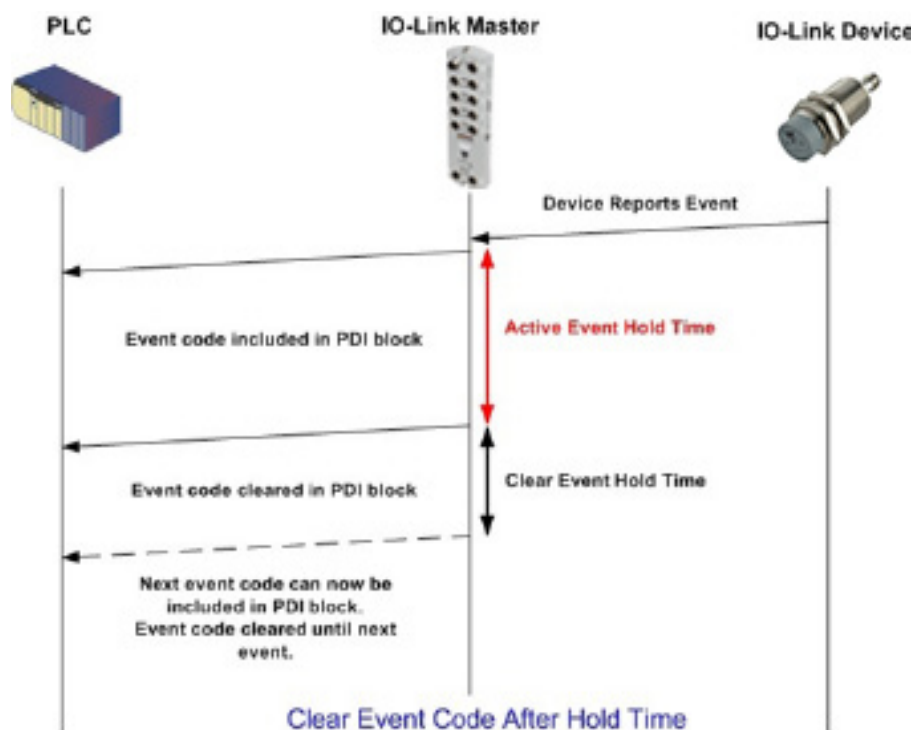 PLC
IO-Link Master
IO-Link Device
Device Reports Event
Active Event Hold Time
Event code included in PDI block
Clear Event Hold Time
Event code cleared in PDI block
Next event code can now be
included in PDI block.
Event code cleared until next
event.
Clear Event Code After Hold Time